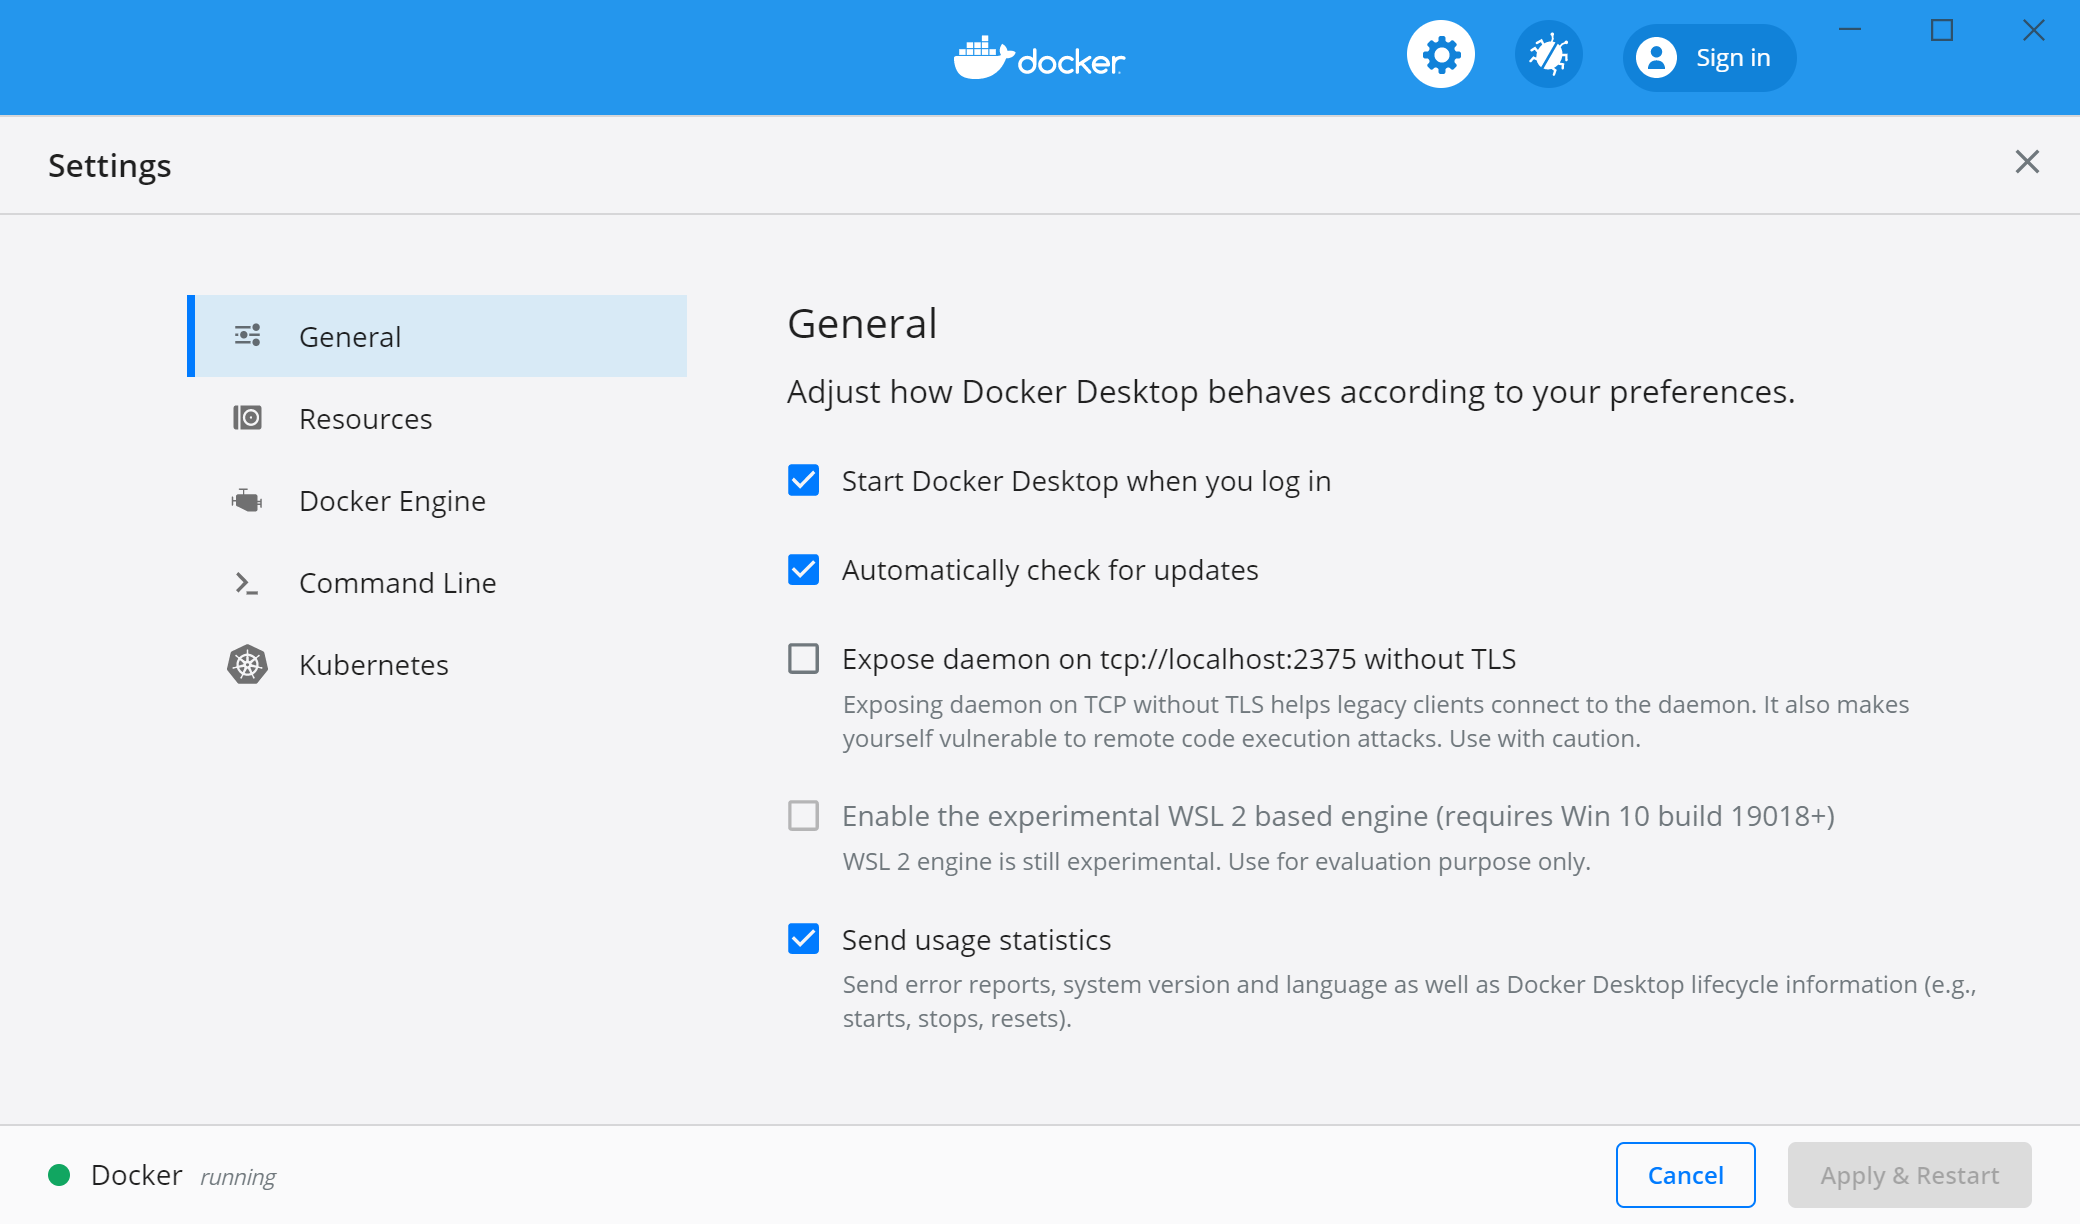 docker
Sign in
Settings
General
Resources
Docker Engine
Command Line
Kubernetes
General
Adjust how Docker Desktop behaves according to your preferences.
Start Docker Desktop when you log in
Automatically check for updates
Expose daemon on tcp://localhost:2375 without TLS
Exposing daemon on TCP without TLS helps legacy clients connect to the daemon. It also makes
yourself vulnerable to remote code execution attacks. Use with caution.
Enable the experimental WSL 2 based engine (requires Win 10 build 19018+)
WSL 2 engine is still experimental. Use for evaluation purpose only.
Send usage statistics
Send error reports, system version and language as well as Docker Desktop lifecycle information (e.g.,
starts, stops, resets).
Docker running
Cancel
Apply & Restart